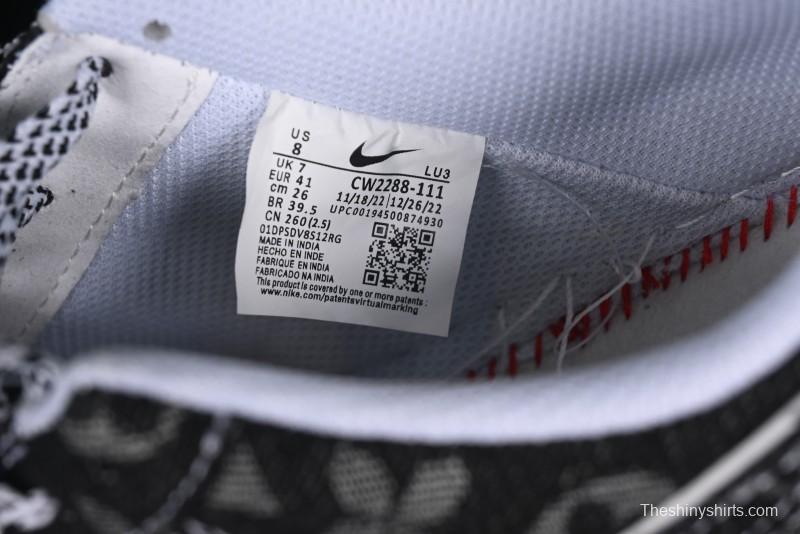 US
8
UK 7
EUR 41
cm 26
BR 39.5
CN 260 (2.5)
LU3
CW2288-111
11/18/22 | 12/26/22
UPC00194500874930
01DPSDV8S12RG
MADE IN INDIA
HECHO EN INDE
FABRIQUE EN INDIA
FABRICADO NA INDIA
This product is covered by one or more patents :
www.nike.com/patentsvirtualmarking
Theshinyshirts.com